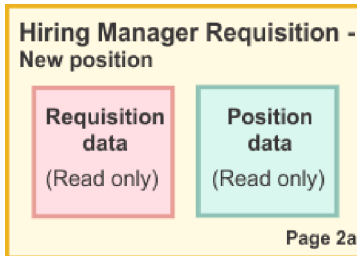 Hiring Manager Requisition -
New position
Requisition
data
(Read only)
Position
data
(Read only)
Page 2a